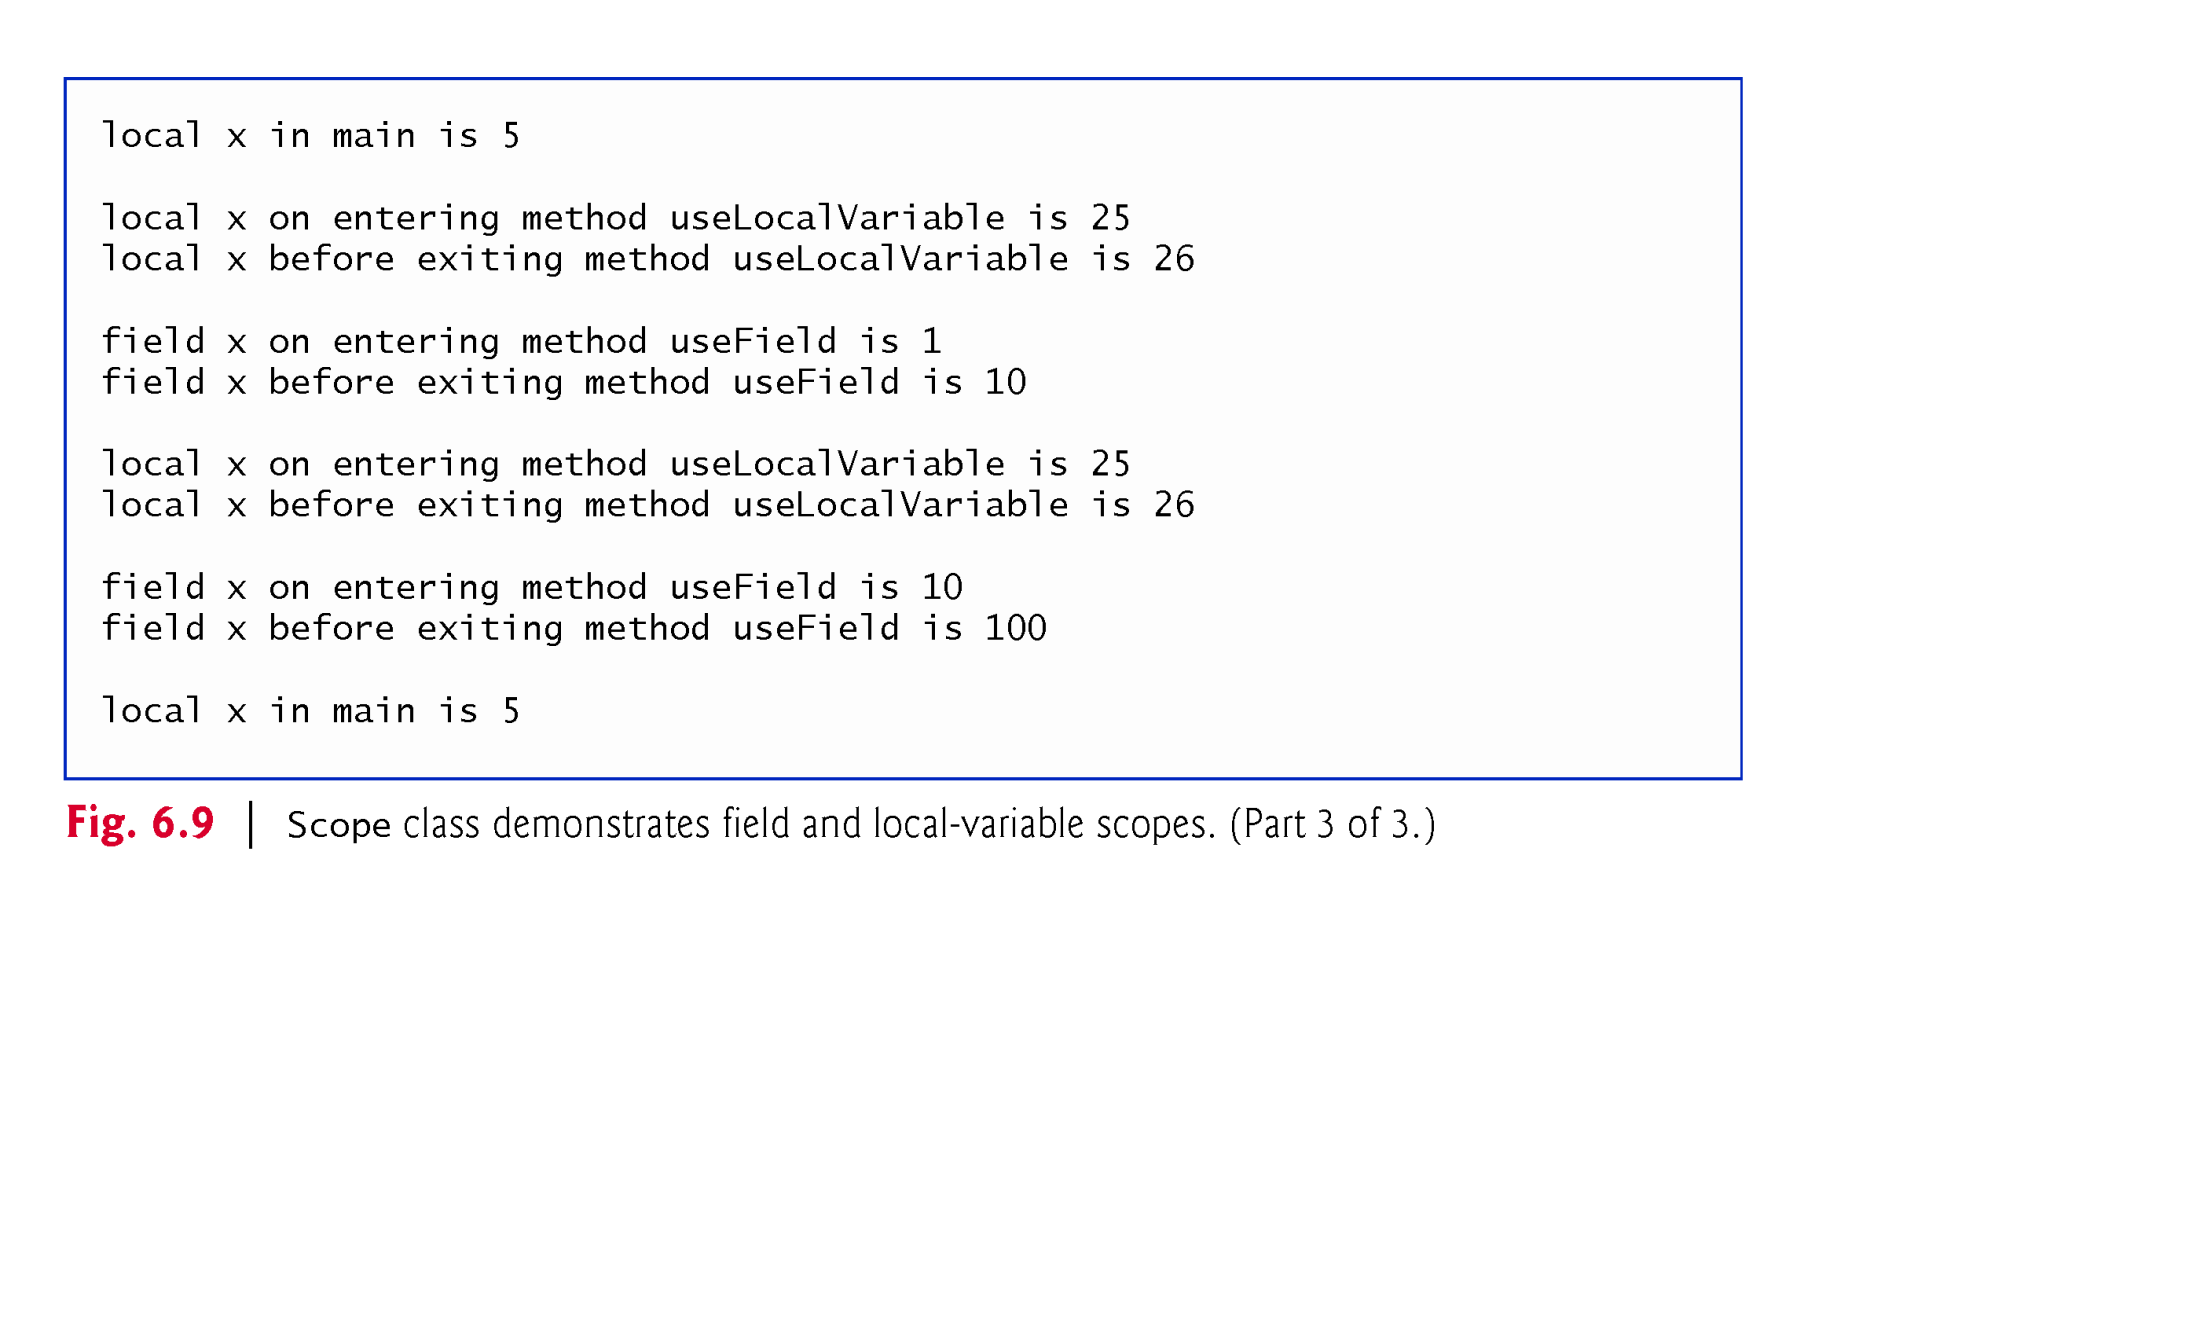 local x in main is 5
local x on entering method useLocalVariable is 25
local x before exiting method useLocalVariable is 26
field x on entering method useField is 1
field x before exiting method useField is 10
local x on entering method useLocalVariable is 25
local x before exiting method useLocalVariable is 26
field x on entering method useField is 10
field x before exiting method useField is 100
local x in main is 5
Fig. 6.9 | Scope class demonstrates field and local-variable scopes. (Part 3 of 3.)